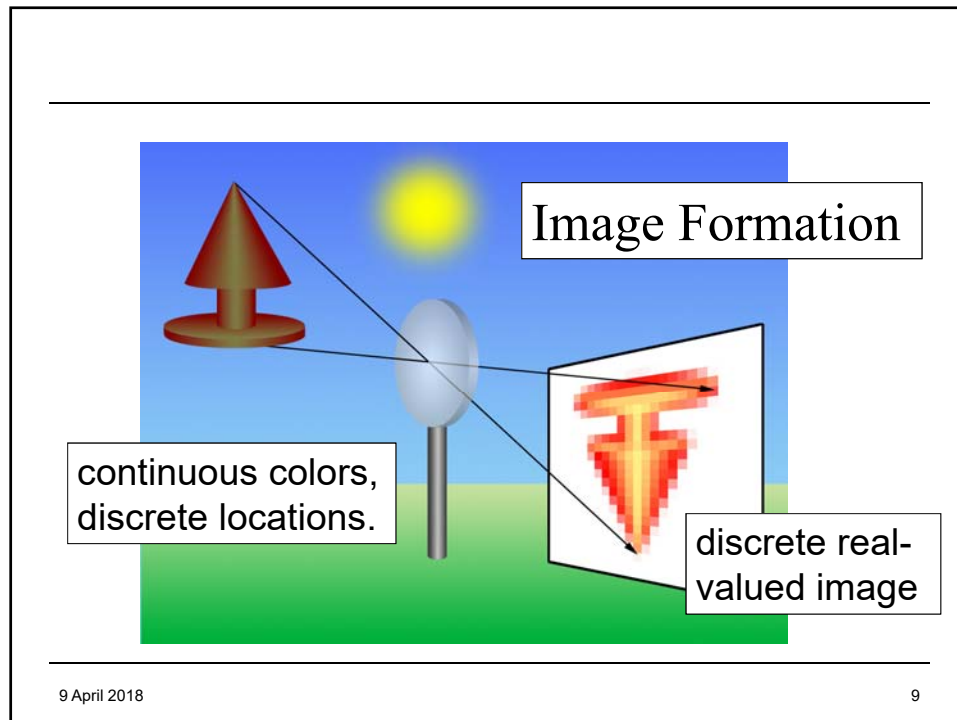 Image Formation
continuous colors,
discrete locations.
discrete real-
valued image
9 April 2018
9